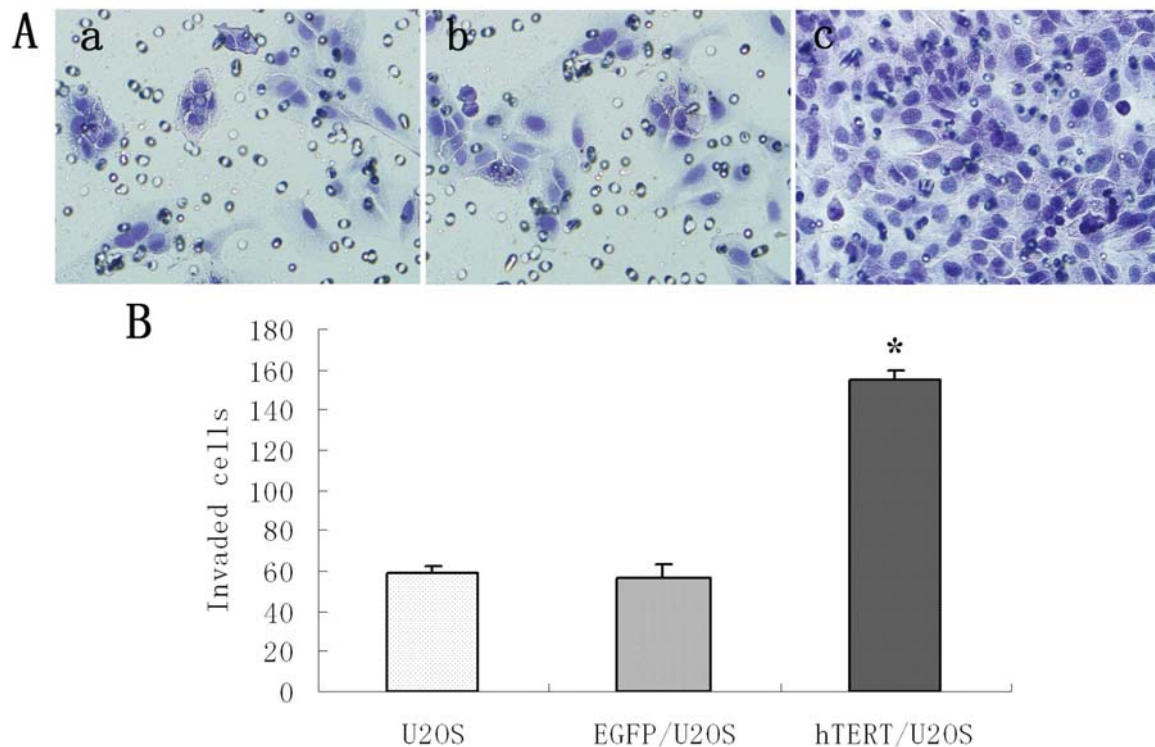 A
a
b
c
B
*
180
160
140
120
100
80
60
40
20
0
Invaded cells
U2OS
EGFP/U2OS
hTERT/U2OS